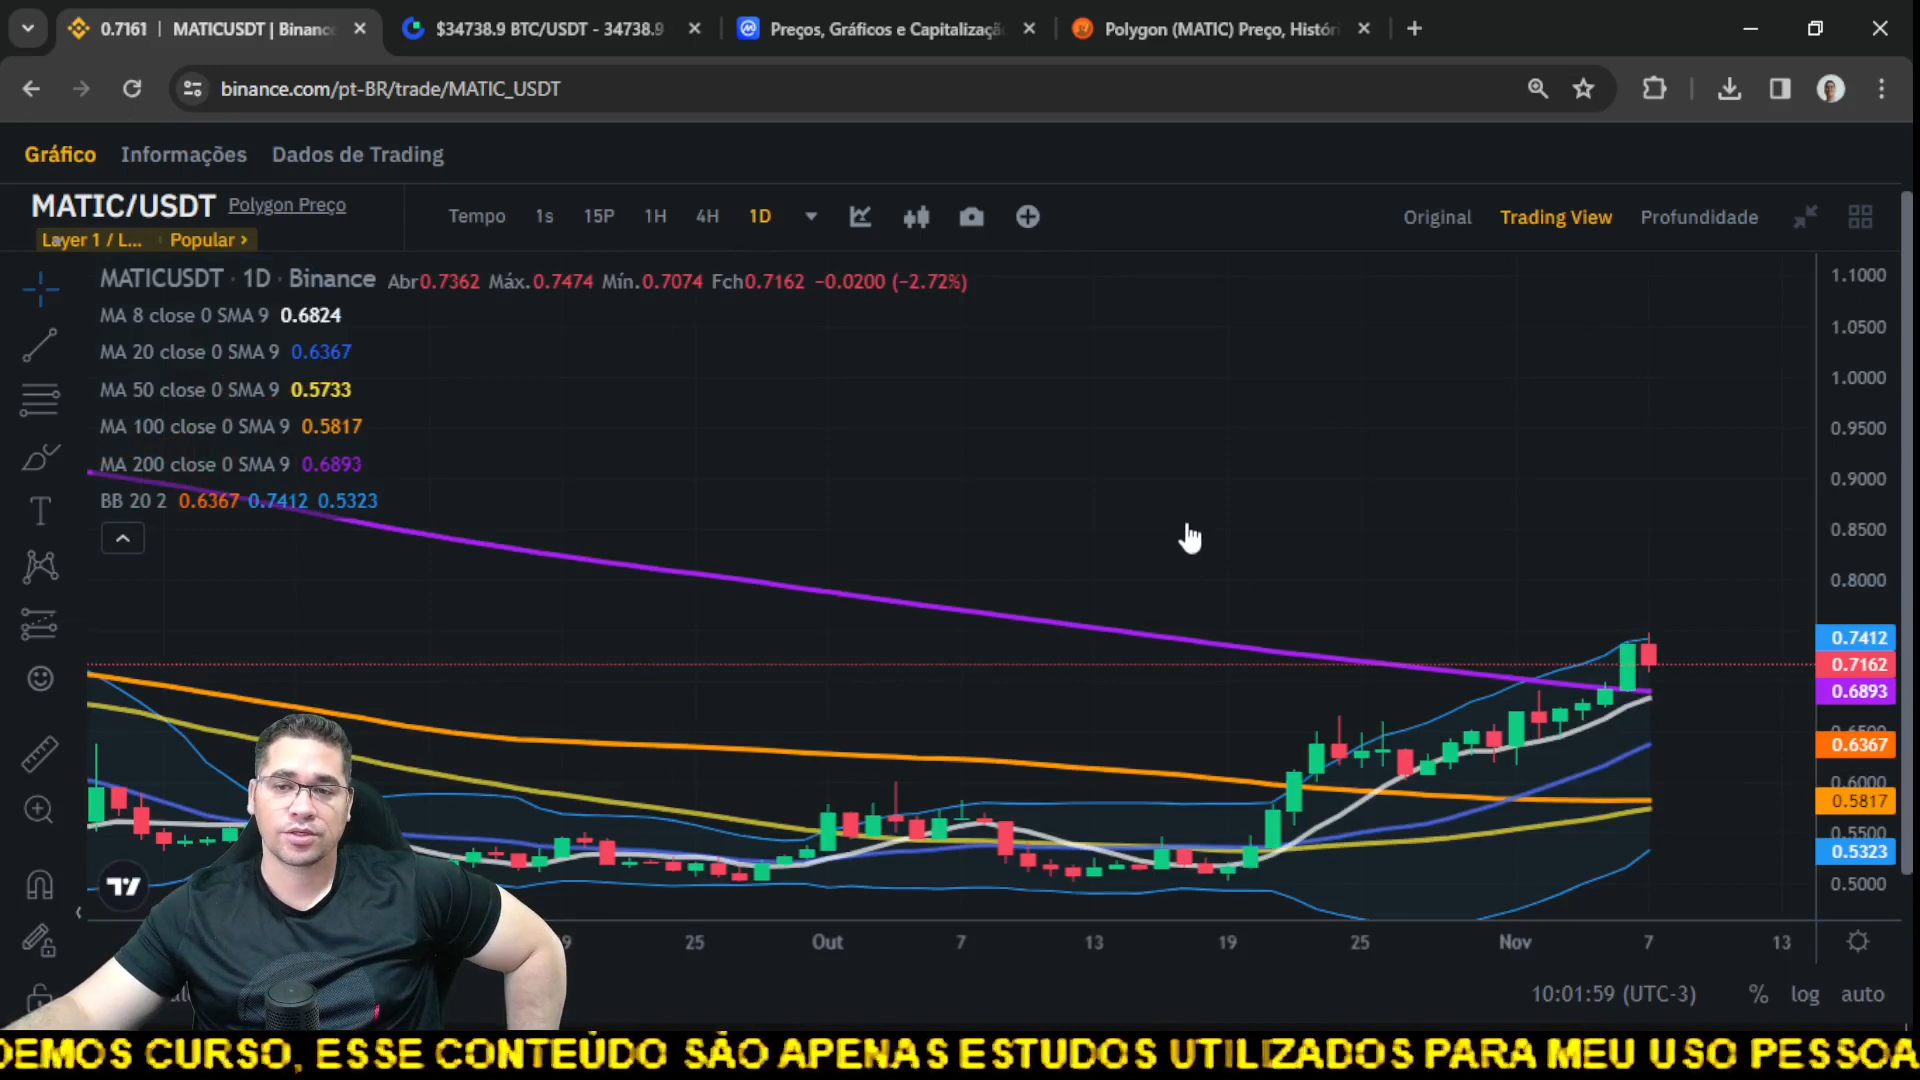 0.7161 | MATICUSDT | Binance
$34738.9 BTC/USDT - 34738.9
Preços, Gráficos e Capitalizaçã
Polygon (MATIC) Preço, Histór
binance.com/pt-BR/trade/MATIC_USDT
Gráfico Informações Dados de Trading
MATIC/USDT Polygon Preço
Layer 1 / L... Popular >
Tempo 1s 15P 1H 4H 1D
Original Trading View Profundidade
MATICUSDT · 1D · Binance Abr0.7362 Máx.0.7474 Mín.0.7074 Fch0.7162 −0.0200 (−2.72%)
MA 8 close 0 SMA 9 0.6824
MA 20 close 0 SMA 9 0.6367
MA 50 close 0 SMA 9 0.5733
MA 100 close 0 SMA 9 0.5817
MA 200 close 0 SMA 9 0.6893
BB 20 2 0.6367 0.7412 0.5323
1.1000
1.0500
1.0000
0.9500
0.9000
0.8500
0.8000
0.7412
0.7162
0.6893
0.6367
0.6000
0.5817
0.5500
0.5323
0.5000
25 Out 7 13 19 25 Nov 7 13
10:01:59 (UTC-3) % log auto
DEMOS CURSO, ESSE CONTEÚDO SÃO APENAS ESTUDOS UTILIZADOS PARA MEU USO PESSOA